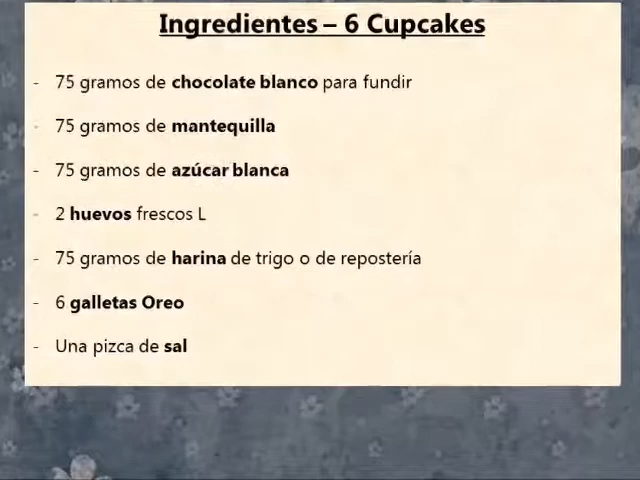 Ingredientes – 6 Cupcakes
- 75 gramos de chocolate blanco para fundir
- 75 gramos de mantequilla
- 75 gramos de azúcar blanca
- 2 huevos frescos L
- 75 gramos de harina de trigo o de repostería
- 6 galletas Oreo
- Una pizca de sal